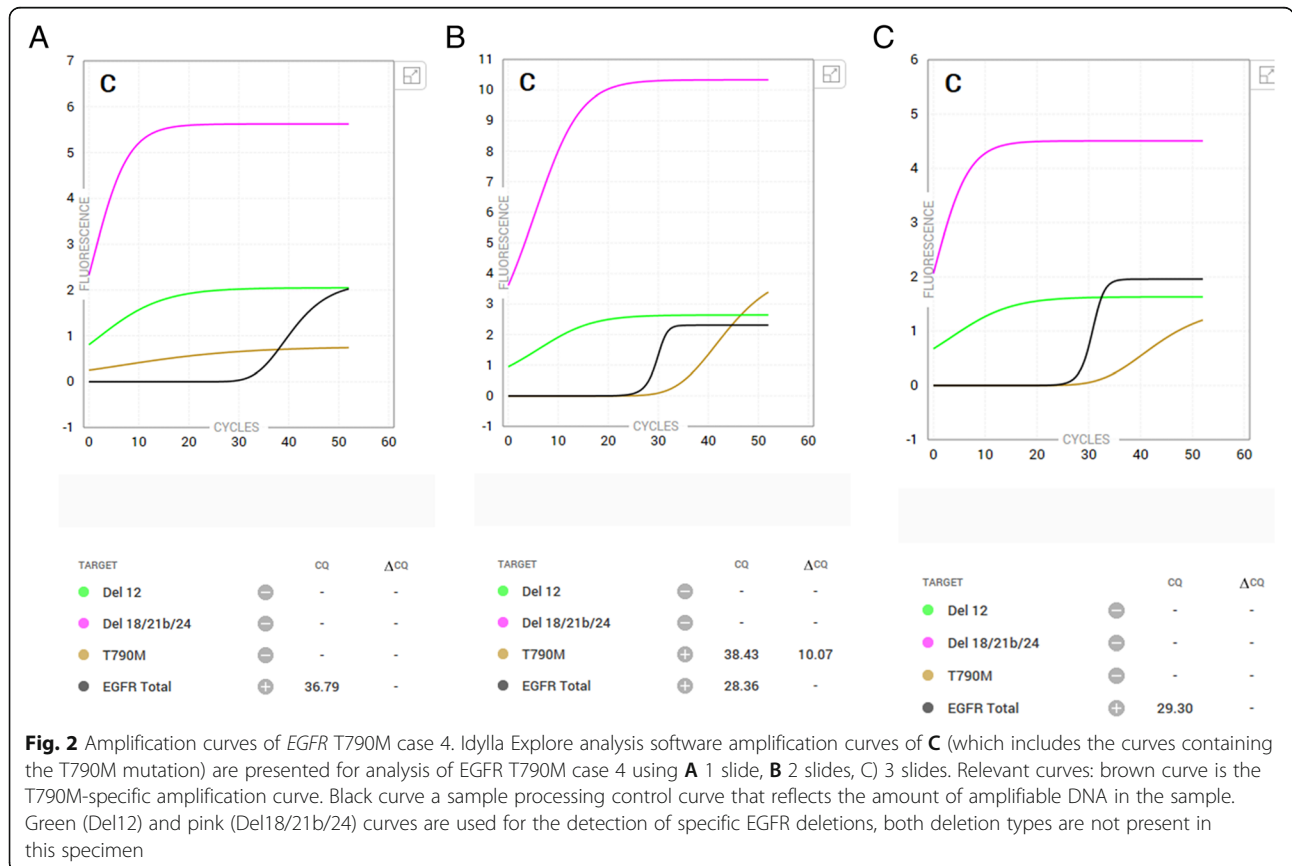 A
B
C
C
7
6
5
4
3
2
1
0
-1
FLUORESCENCE
0 10 20 30 40 50 60
CYCLES
C
11
10
9
8
7
6
5
4
3
2
1
0
-1
FLUORESCENCE
0 10 20 30 40 50 60
CYCLES
C
6
5
4
3
2
1
0
-1
FLUORESCENCE
0 10 20 30 40 50 60
CYCLES
TARGET CQ ΔCQ
Del 12 - -
Del 18/21b/24 - -
T790M - -
EGFR Total 36.79 -
TARGET CQ ΔCQ
Del 12 - -
Del 18/21b/24 - -
T790M 38.43 10.07
EGFR Total 28.36 -
TARGET CQ ΔCQ
Del 12 - -
Del 18/21b/24 - -
T790M - -
EGFR Total 29.30 -
Fig. 2 Amplification curves of EGFR T790M case 4. Idylla Explore analysis software amplification curves of C (which includes the curves containing
the T790M mutation) are presented for analysis of EGFR T790M case 4 using A 1 slide, B 2 slides, C) 3 slides. Relevant curves: brown curve is the
T790M-specific amplification curve. Black curve a sample processing control curve that reflects the amount of amplifiable DNA in the sample.
Green (Del12) and pink (Del18/21b/24) curves are used for the detection of specific EGFR deletions, both deletion types are not present in
this specimen